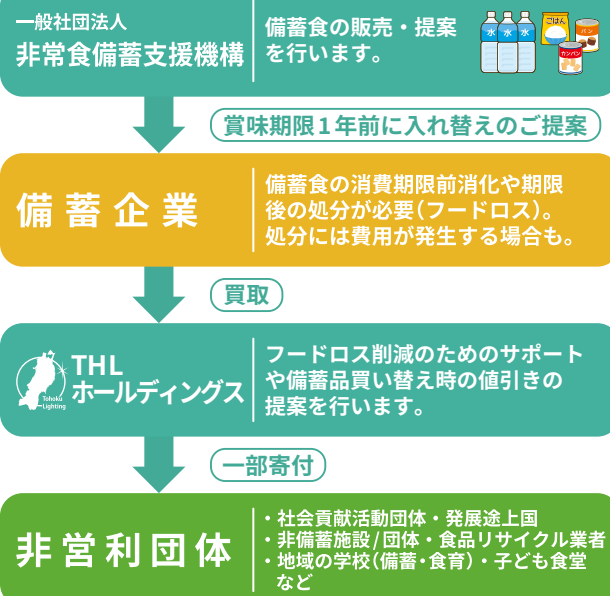 一般社団法人
非常食備蓄支援機構
備蓄食の販売・提案
を行います。
水 水 水
ごはん
パン
カンパン
賞味期限1年前に入れ替えのご提案
備蓄企業
備蓄食の消費期限前消化や期限
後の処分が必要（フードロス）。
処分には費用が発生する場合も。
買取
Tohoku
Lighting
THL
ホールディングス
フードロス削減のためのサポート
や備蓄品買い替え時の値引きの
提案を行います。
一部寄付
非営利団体
・社会貢献活動団体・発展途上国
・非備蓄施設/団体・食品リサイクル業者
・地域の学校（備蓄・食育）・子ども食堂
など